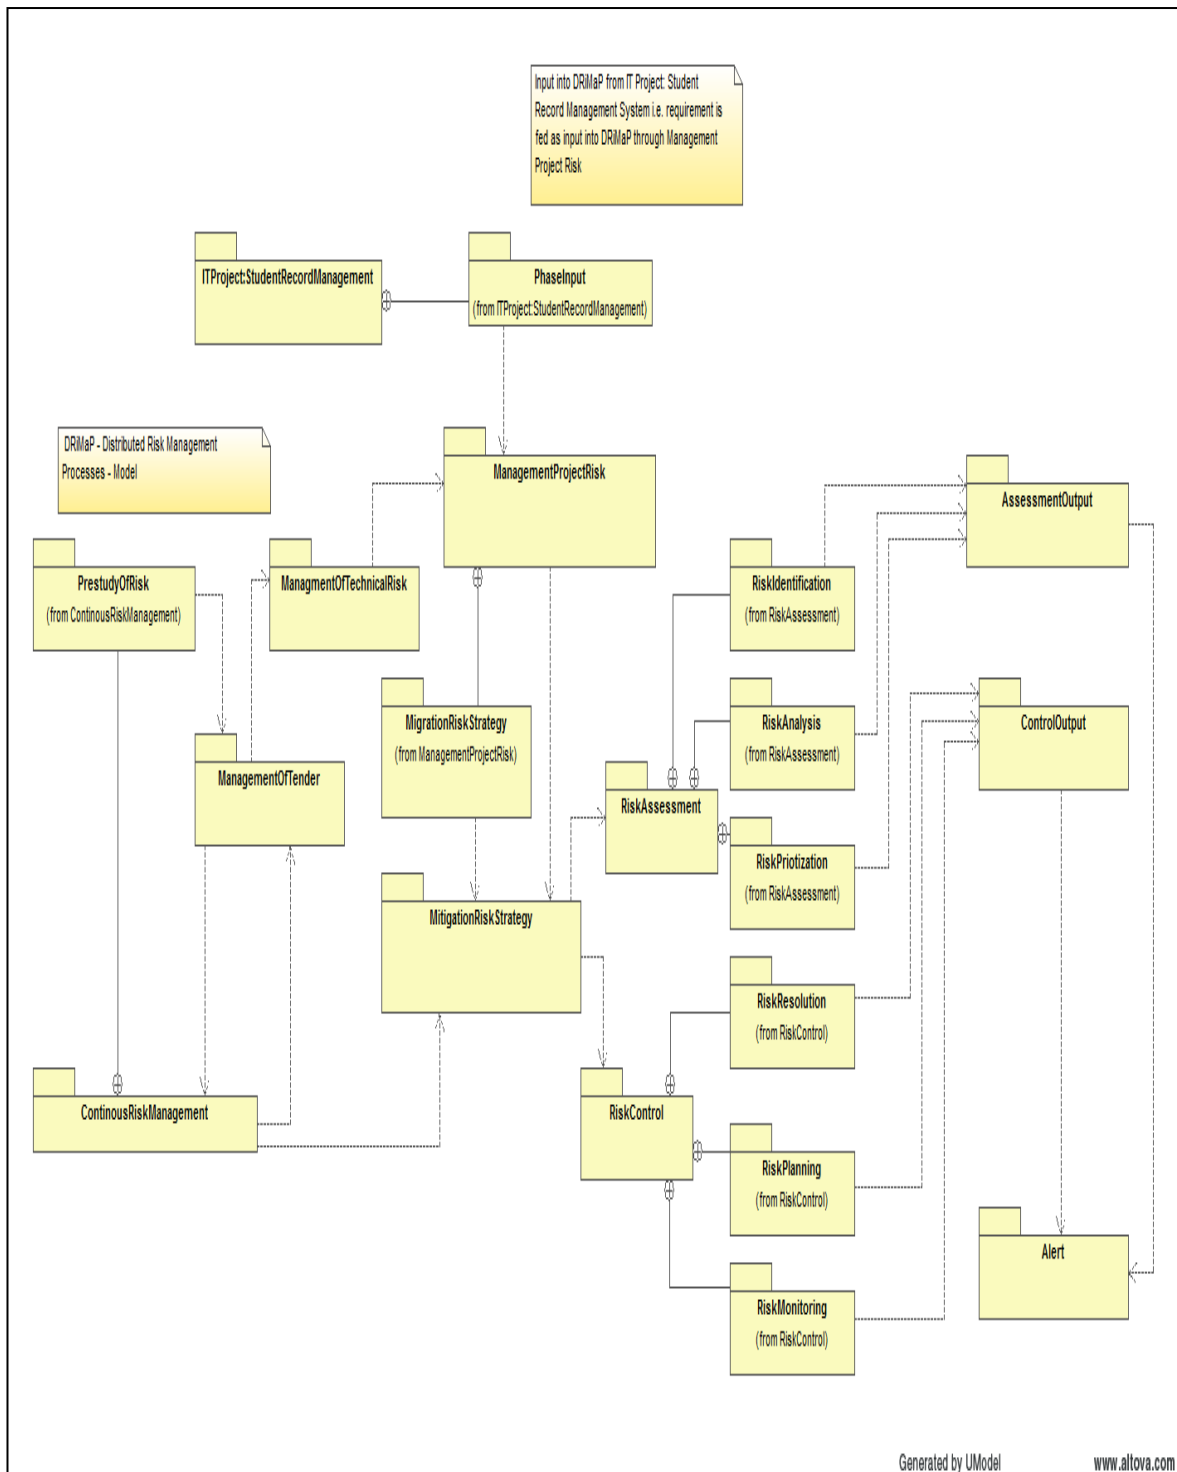 Input into DRiMaP from IT Project: Student
Record Management System i.e. requirement is
fed as input into DRiMaP through Management
Project Risk
ITProject:StudentRecordManagement
PhaseInput
(from ITProject:StudentRecordManagement)
DRiMaP - Distributed Risk Management
Processes - Model
ManagementProjectRisk
AssessmentOutput
PrestudyOfRisk
(from ContinousRiskManagement)
ManagmentOfTechnicalRisk
RiskIdentification
(from RiskAssessment)
MigrationRiskStrategy
(from ManagementProjectRisk)
RiskAnalysis
(from RiskAssessment)
ControlOutput
ManagementOfTender
RiskAssessment
RiskPriotization
(from RiskAssessment)
MitigationRiskStrategy
RiskResolution
(from RiskControl)
ContinousRiskManagement
RiskControl
RiskPlanning
(from RiskControl)
Alert
RiskMonitoring
(from RiskControl)
Generated by UModel
www.altova.com